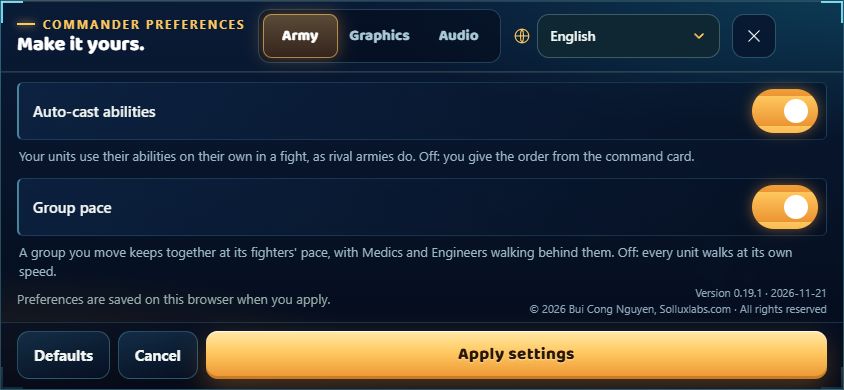 COMMANDER PREFERENCES
Make it yours.
Army
Graphics
Audio
English
Auto-cast abilities
Your units use their abilities on their own in a fight, as rival armies do. Off: you give the order from the command card.
Group pace
A group you move keeps together at its fighters' pace, with Medics and Engineers walking behind them. Off: every unit walks at its own
speed.
Preferences are saved on this browser when you apply.
Version 0.19.1 · 2026-11-21
© 2026 Bui Cong Nguyen, Solluxlabs.com · All rights reserved
Defaults
Cancel
Apply settings